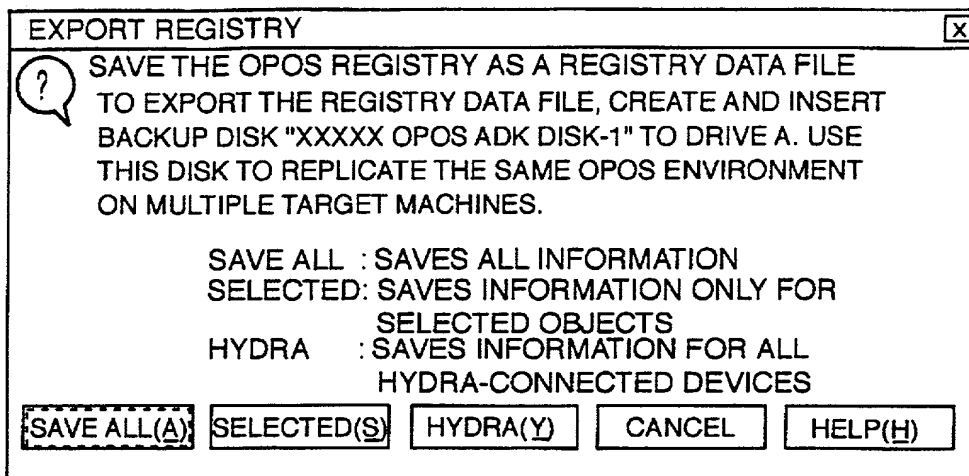 EXPORT REGISTRY X
? SAVE THE OPOS REGISTRY AS A REGISTRY DATA FILE
TO EXPORT THE REGISTRY DATA FILE, CREATE AND INSERT
BACKUP DISK "XXXXX OPOS ADK DISK-1" TO DRIVE A. USE
THIS DISK TO REPLICATE THE SAME OPOS ENVIRONMENT
ON MULTIPLE TARGET MACHINES.
SAVE ALL : SAVES ALL INFORMATION
SELECTED: SAVES INFORMATION ONLY FOR
SELECTED OBJECTS
HYDRA : SAVES INFORMATION FOR ALL
HYDRA-CONNECTED DEVICES
SAVE ALL(A) SELECTED(S) HYDRA(Y) CANCEL HELP(H)